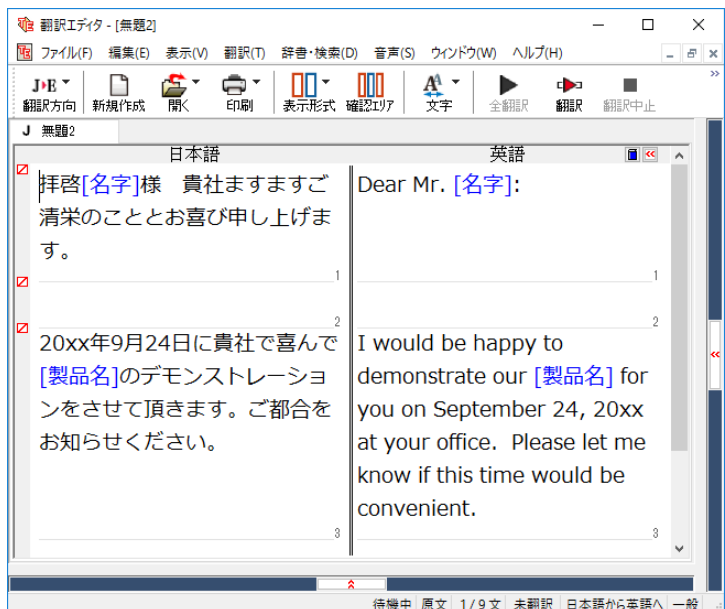 翻訳エディタ - [無題2]
ファイル(F) 編集(E) 表示(V) 翻訳(T) 辞書・検索(D) 音声(S) ウィンドウ(W) ヘルプ(H)
J▸E
翻訳方向 新規作成 開く 印刷 表示形式 確認エリア 文字 全翻訳 翻訳 翻訳中止
J 無題2
日本語 英語
拝啓[名字]様　貴社ますますご
清栄のこととお喜び申し上げま
す。
Dear Mr. [名字]:
1 1
2 2
20xx年9月24日に貴社で喜んで
[製品名]のデモンストレーショ
ンをさせて頂きます。ご都合を
お知らせください。
I would be happy to
demonstrate our [製品名] for
you on September 24, 20xx
at your office.  Please let me
know if this time would be
convenient.
3 3
待機中 原文 1/9文 未翻訳 日本語から英語へ 一般